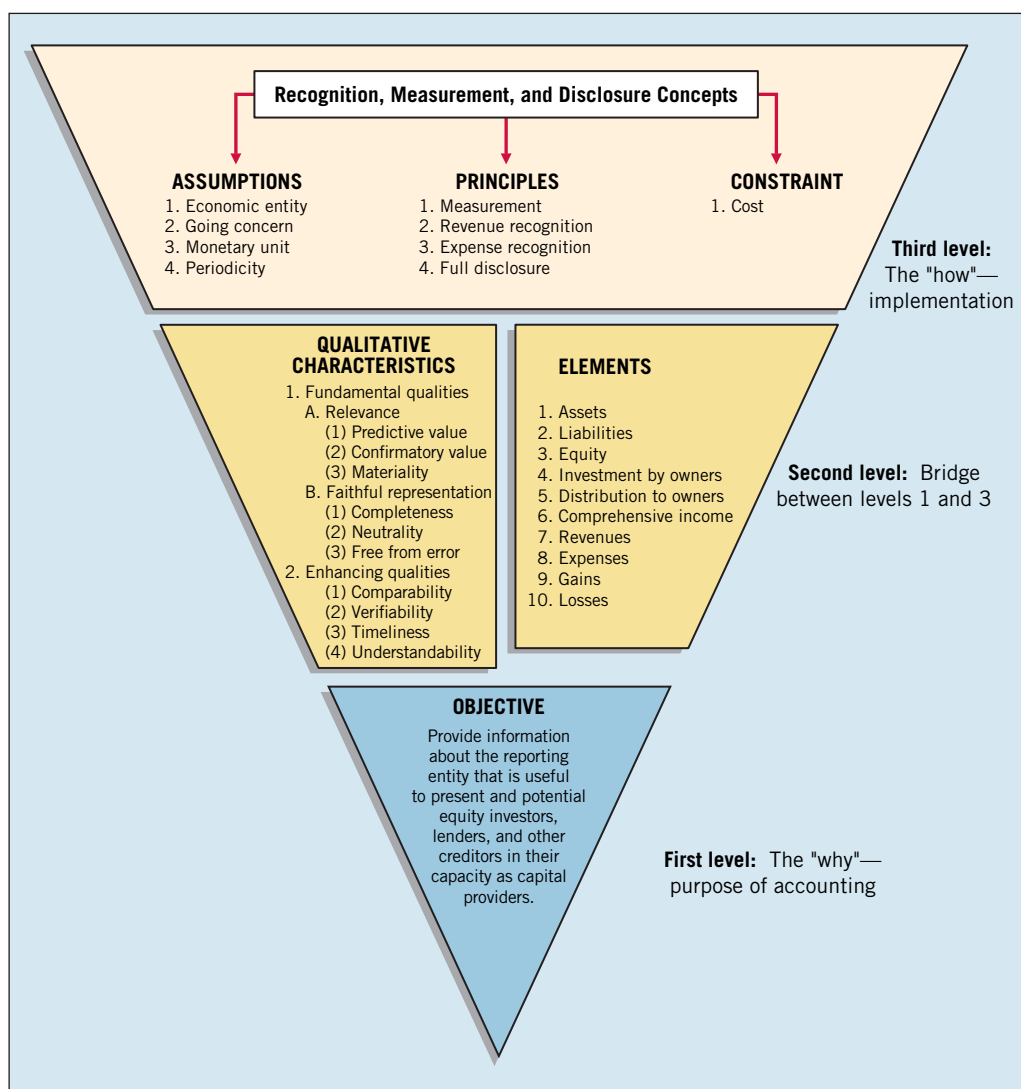 Recognition, Measurement, and Disclosure Concepts
ASSUMPTIONS
1. Economic entity
2. Going concern
3. Monetary unit
4. Periodicity
PRINCIPLES
1. Measurement
2. Revenue recognition
3. Expense recognition
4. Full disclosure
CONSTRAINT
1. Cost
Third level:
The "how"—
implementation
QUALITATIVE
CHARACTERISTICS
1. Fundamental qualities
A. Relevance
(1) Predictive value
(2) Confirmatory value
(3) Materiality
B. Faithful representation
(1) Completeness
(2) Neutrality
(3) Free from error
2. Enhancing qualities
(1) Comparability
(2) Verifiability
(3) Timeliness
(4) Understandability
ELEMENTS
1. Assets
2. Liabilities
3. Equity
4. Investment by owners
5. Distribution to owners
6. Comprehensive income
7. Revenues
8. Expenses
9. Gains
10. Losses
Second level: Bridge
between levels 1 and 3
OBJECTIVE
Provide information
about the reporting
entity that is useful
to present and potential
equity investors,
lenders, and other
creditors in their
capacity as capital
providers.
First level: The "why"—
purpose of accounting